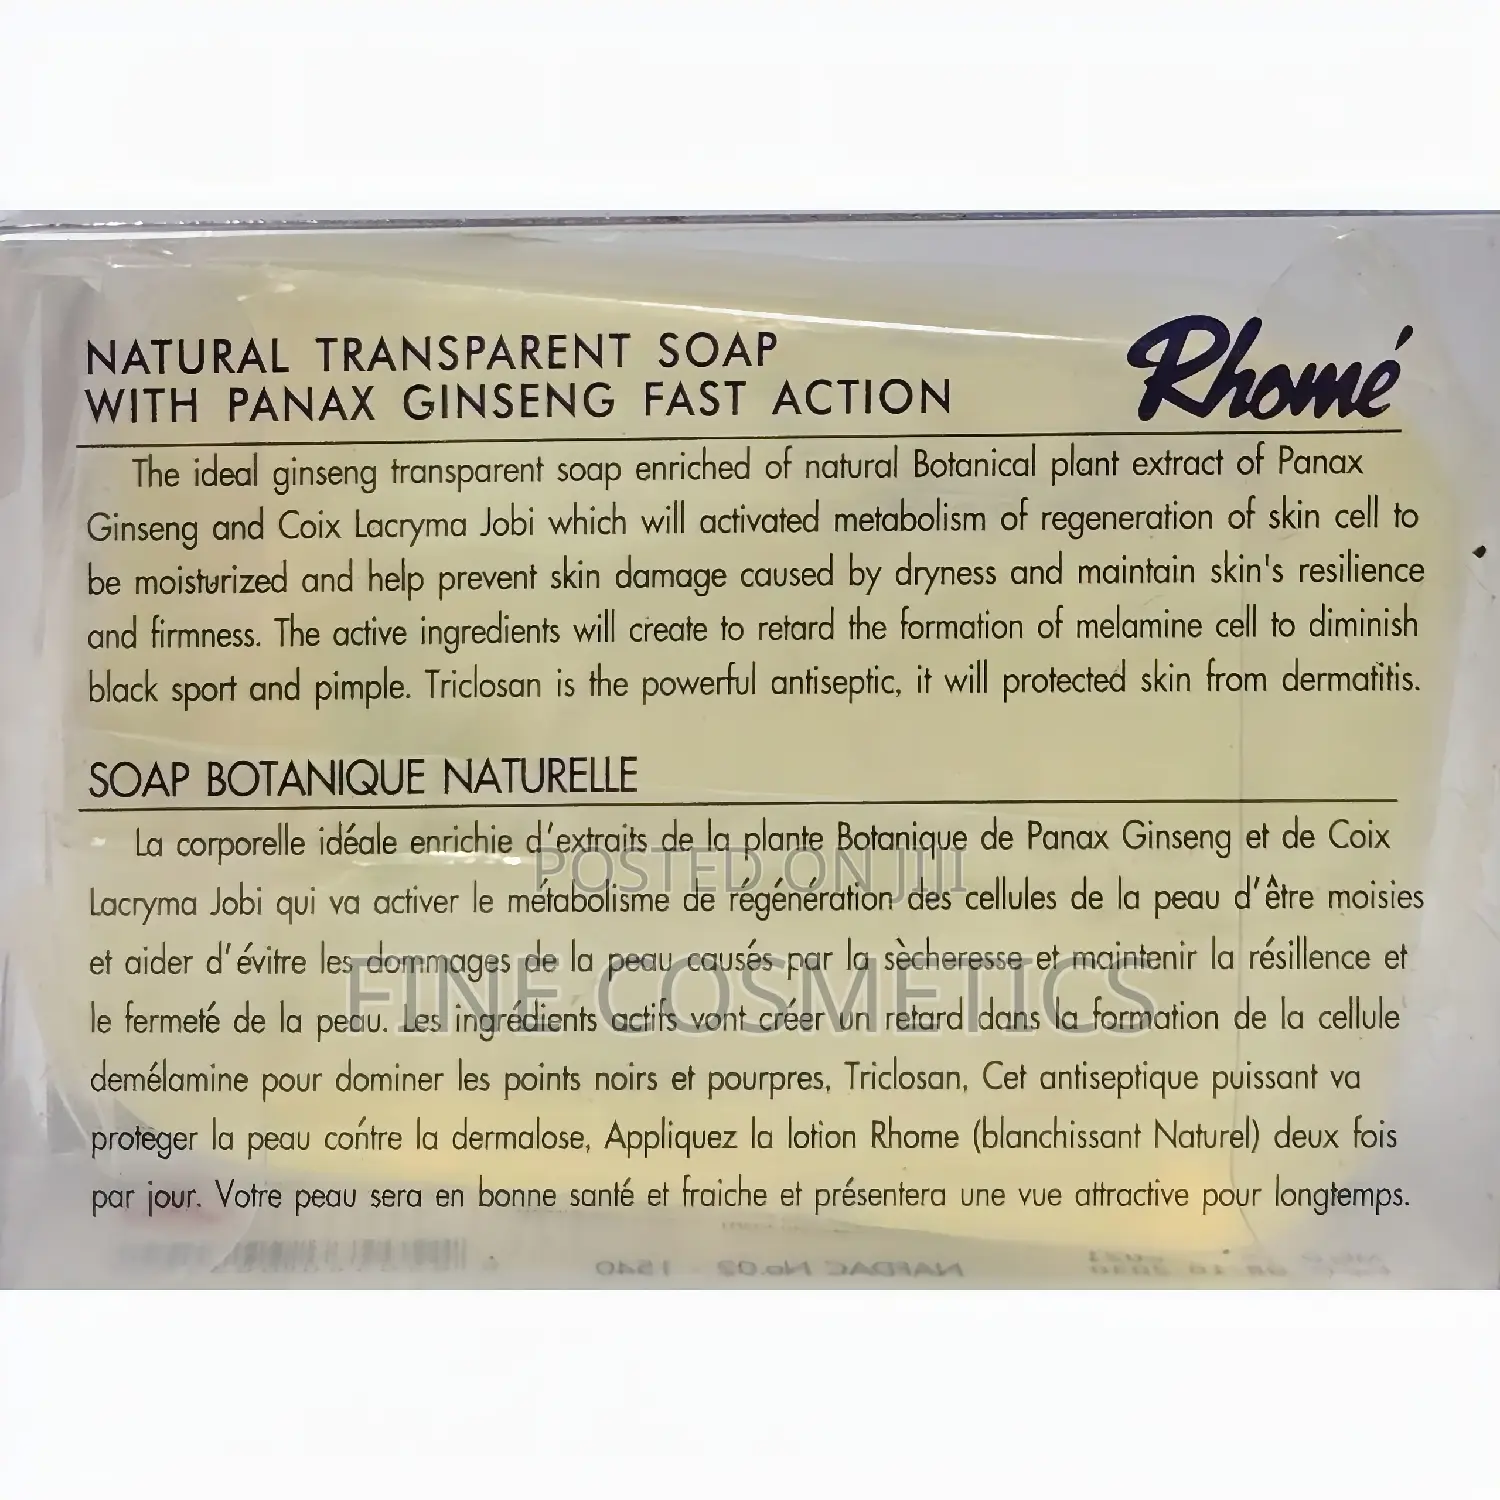 NATURAL TRANSPARENT SOAP
WITH PANAX GINSENG FAST ACTION
Rhomé
The ideal ginseng transparent soap enriched of natural Botanical plant extract of Panax
Ginseng and Coix Lacryma Jobi which will activated metabolism of regeneration of skin cell to
be moisturized and help prevent skin damage caused by dryness and maintain skin's resilience
and firmness. The active ingredients will create to retard the formation of melamine cell to diminish
black sport and pimple. Triclosan is the powerful antiseptic, it will protected skin from dermatitis.
SOAP BOTANIQUE NATURELLE
La corporelle idéale enrichie d'extraits de la plante Botanique de Panax Ginseng et de Coix
Lacryma Jobi qui va activer le métabolisme de régénération des cellules de la peau d'être moisies
et aider d'évitre les dommages de la peau causés par la sècheresse et maintenir la résillence et
le fermeté de la peau. Les ingrédients actifs vont créer un retard dans la formation de la cellule
demélamine pour dominer les points noirs et pourpres, Triclosan, Cet antiseptique puissant va
proteger la peau contre la dermalose, Appliquez la lotion Rhome (blanchissant Naturel) deux fois
par jour. Votre peau sera en bonne santé et fraiche et présentera une vue attractive pour longtemps.
POSTED ON JIJI
FINE COSMETICS
NAFDAC No.02 - 1540